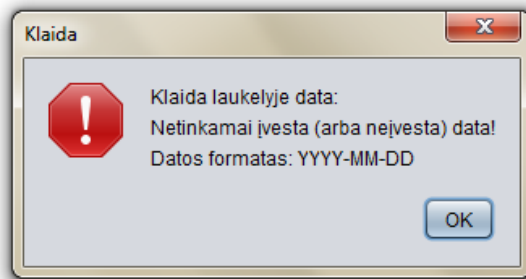 Klaida
Klaida laukelyje data:
Netinkamai įvesta (arba neįvesta) data!
Datos formatas: YYYY-MM-DD
OK